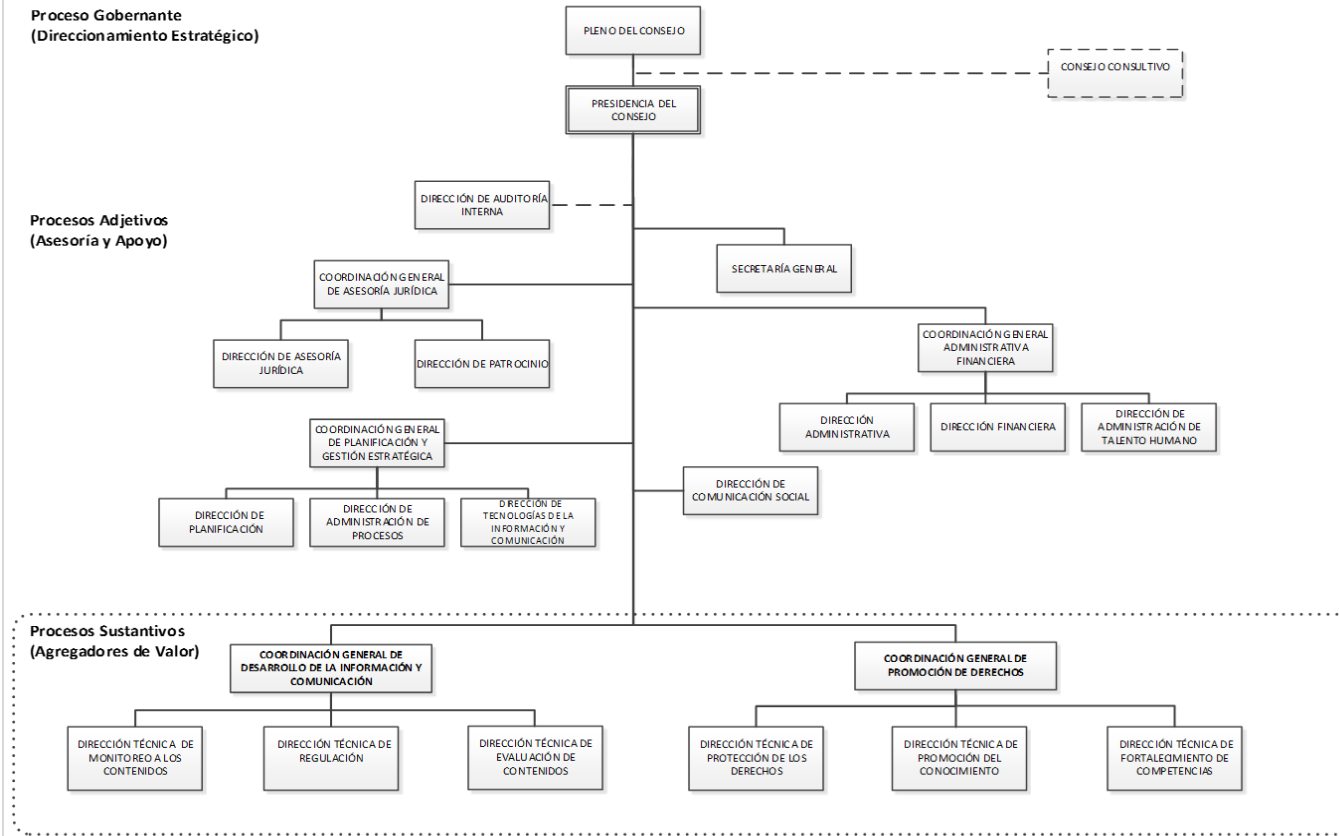 Proceso Gobernante
(Direccionamiento Estratégico)
PLENO DEL CONSEJO
CONSEJO CONSULTIVO
PRESIDENCIA DEL
CONSEJO
DIRECCIÓN DE AUDITORÍA
INTERNA
Procesos Adjetivos
(Asesoría y Apoyo)
SECRETARÍA GENERAL
COORDINACIÓN GENERAL
DE ASESORÍA JURÍDICA
DIRECCIÓN DE ASESORÍA
JURÍDICA
DIRECCIÓN DE PATROCINIO
COORDINACIÓN GENERAL
ADMINISTRATIVA
FINANCIERA
DIRECCIÓN
ADMINISTRATIVA
DIRECCIÓN FINANCIERA
DIRECCIÓN DE
ADMINISTRACIÓN DE
TALENTO HUMANO
COORDINACIÓN GENERAL
DE PLANIFICACIÓN Y
GESTIÓN ESTRATÉGICA
DIRECCIÓN DE
COMUNICACIÓN SOCIAL
DIRECCIÓN DE
PLANIFICACIÓN
DIRECCIÓN DE
ADMINISTRACIÓN DE
PROCESOS
DIRECCIÓN DE
TECNOLOGÍAS DE LA
INFORMACIÓN Y
COMUNICACIÓN
Procesos Sustantivos
(Agregadores de Valor)
COORDINACIÓN GENERAL DE
DESARROLLO DE LA INFORMACIÓN Y
COMUNICACIÓN
COORDINACIÓN GENERAL DE
PROMOCIÓN DE DERECHOS
DIRECCIÓN TÉCNICA DE
MONITOREO A LOS
CONTENIDOS
DIRECCIÓN TÉCNICA DE
REGULACIÓN
DIRECCIÓN TÉCNICA DE
EVALUACIÓN DE
CONTENIDOS
DIRECCIÓN TÉCNICA DE
PROTECCIÓN DE LOS
DERECHOS
DIRECCIÓN TÉCNICA DE
PROMOCIÓN DEL
CONOCIMIENTO
DIRECCIÓN TÉCNICA DE
FORTALECIMIENTO DE
COMPETENCIAS